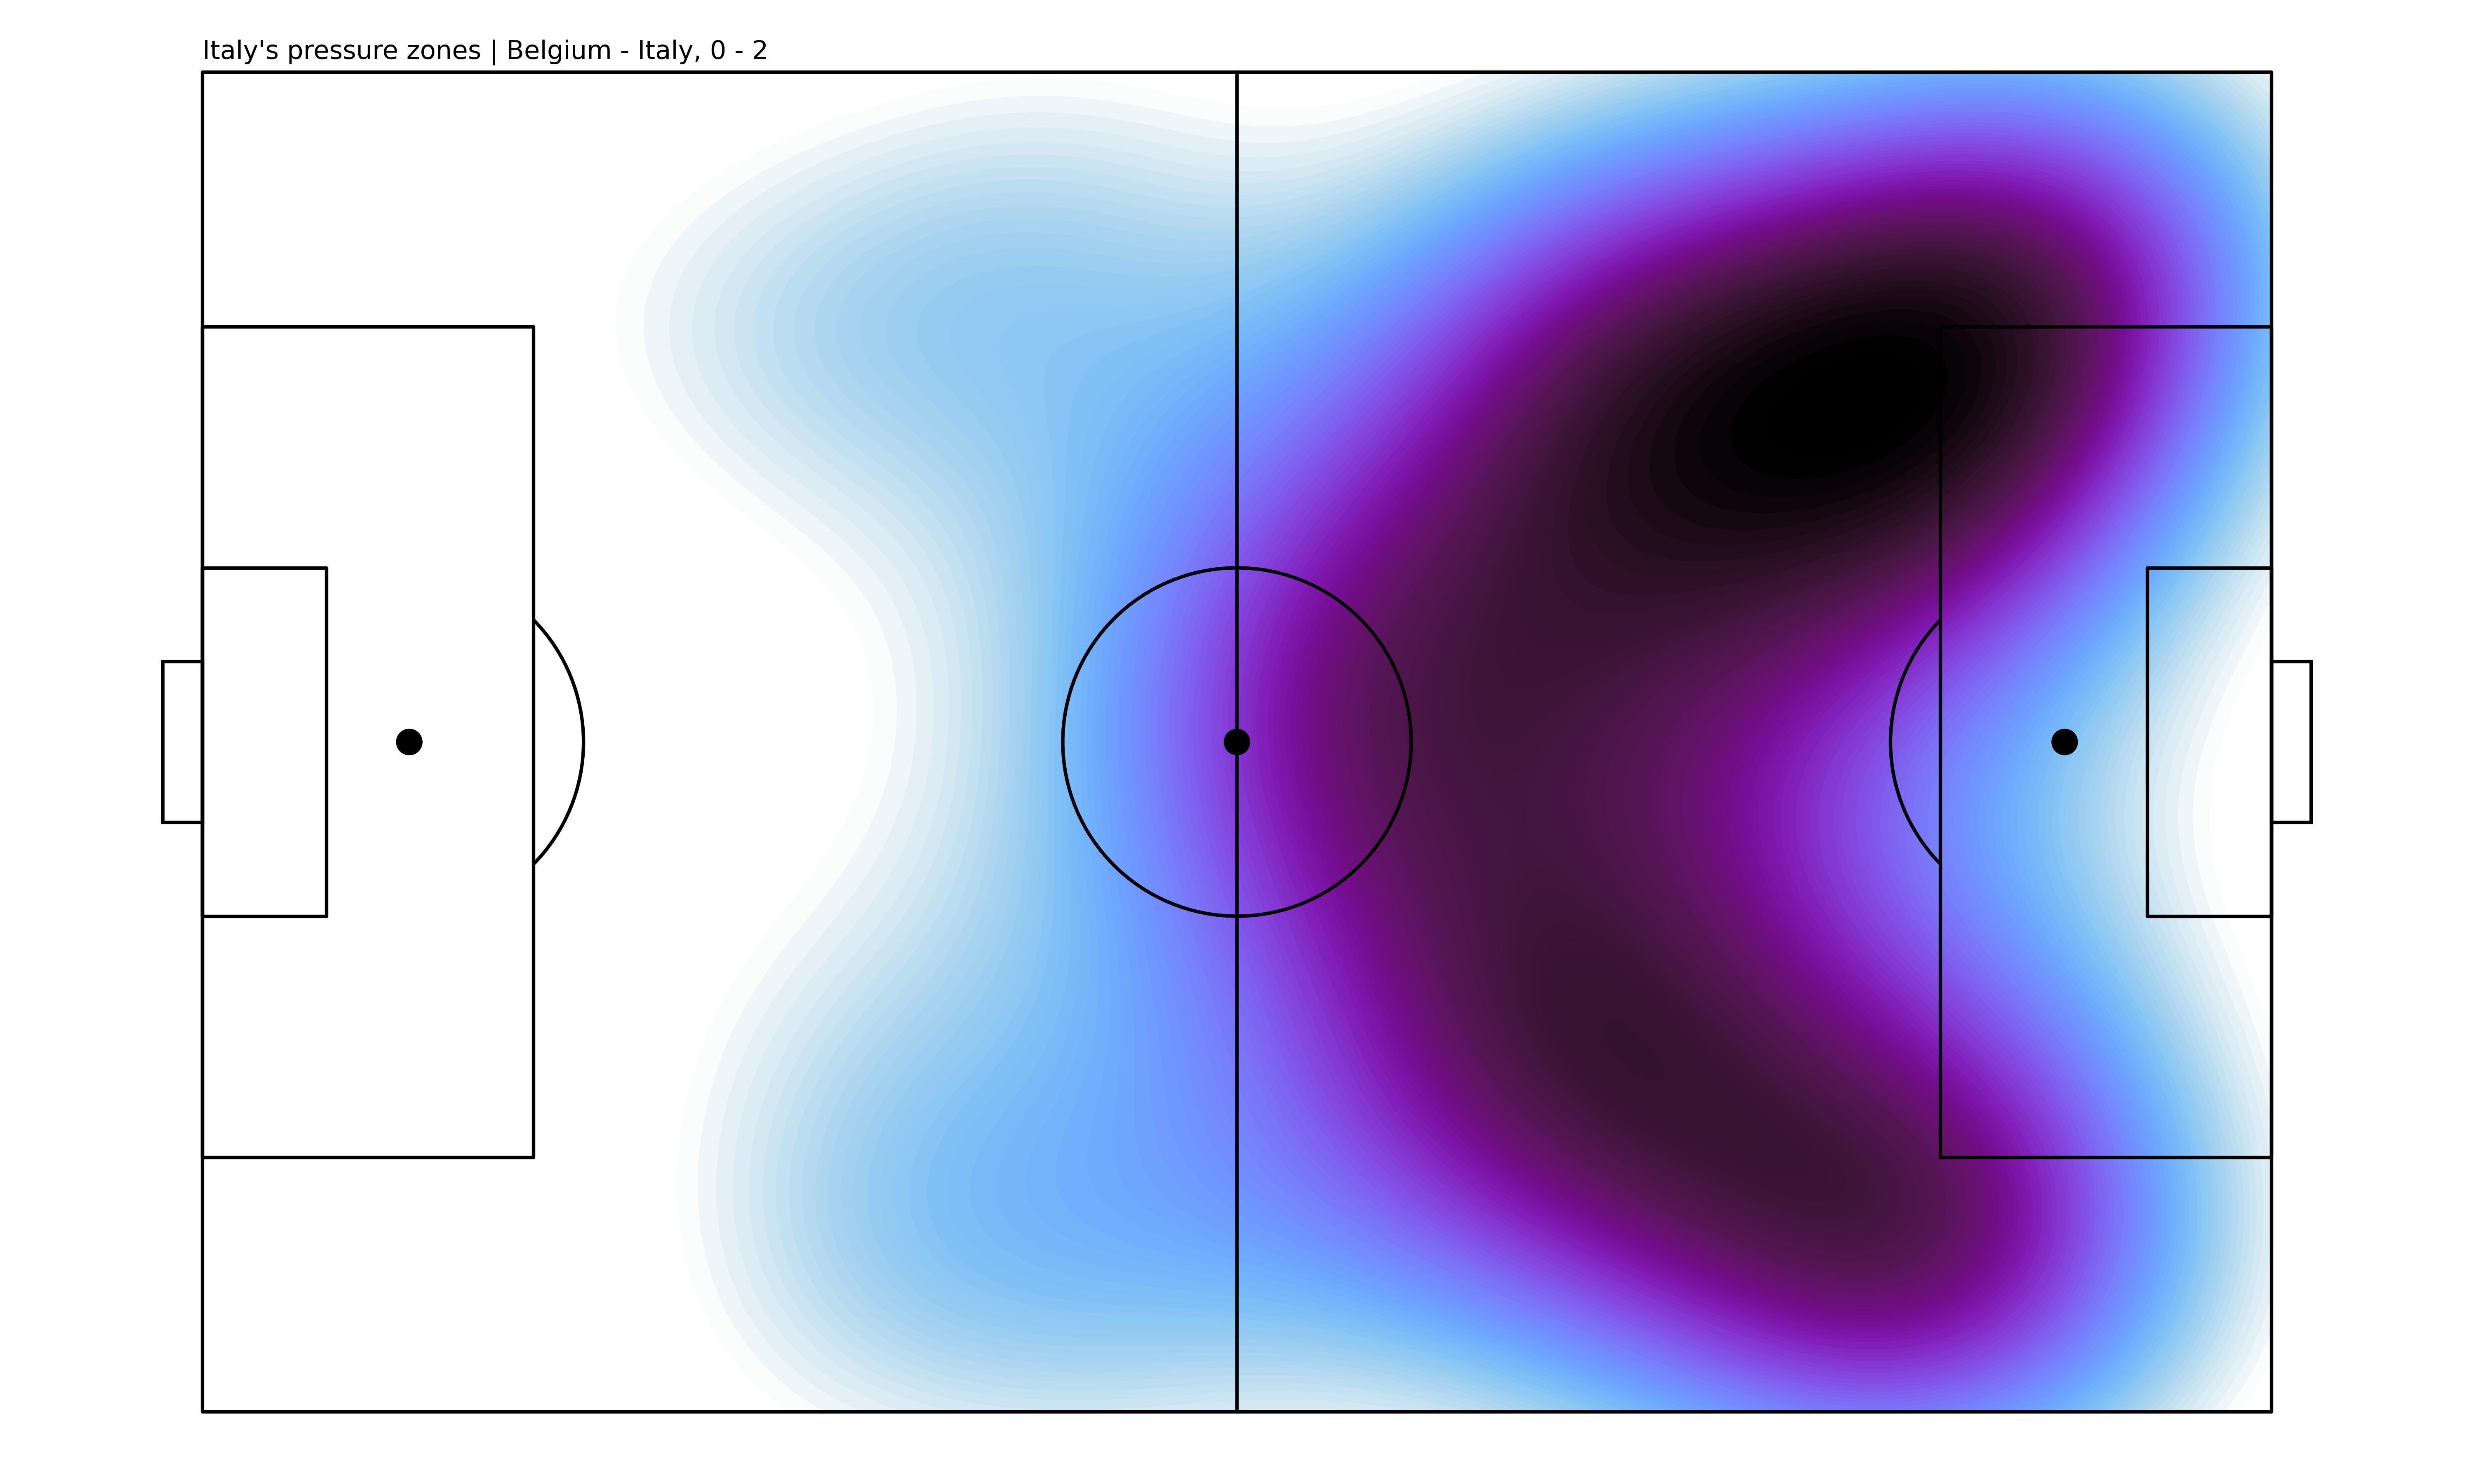 Italy's pressure zones | Belgium - Italy, 0 - 2